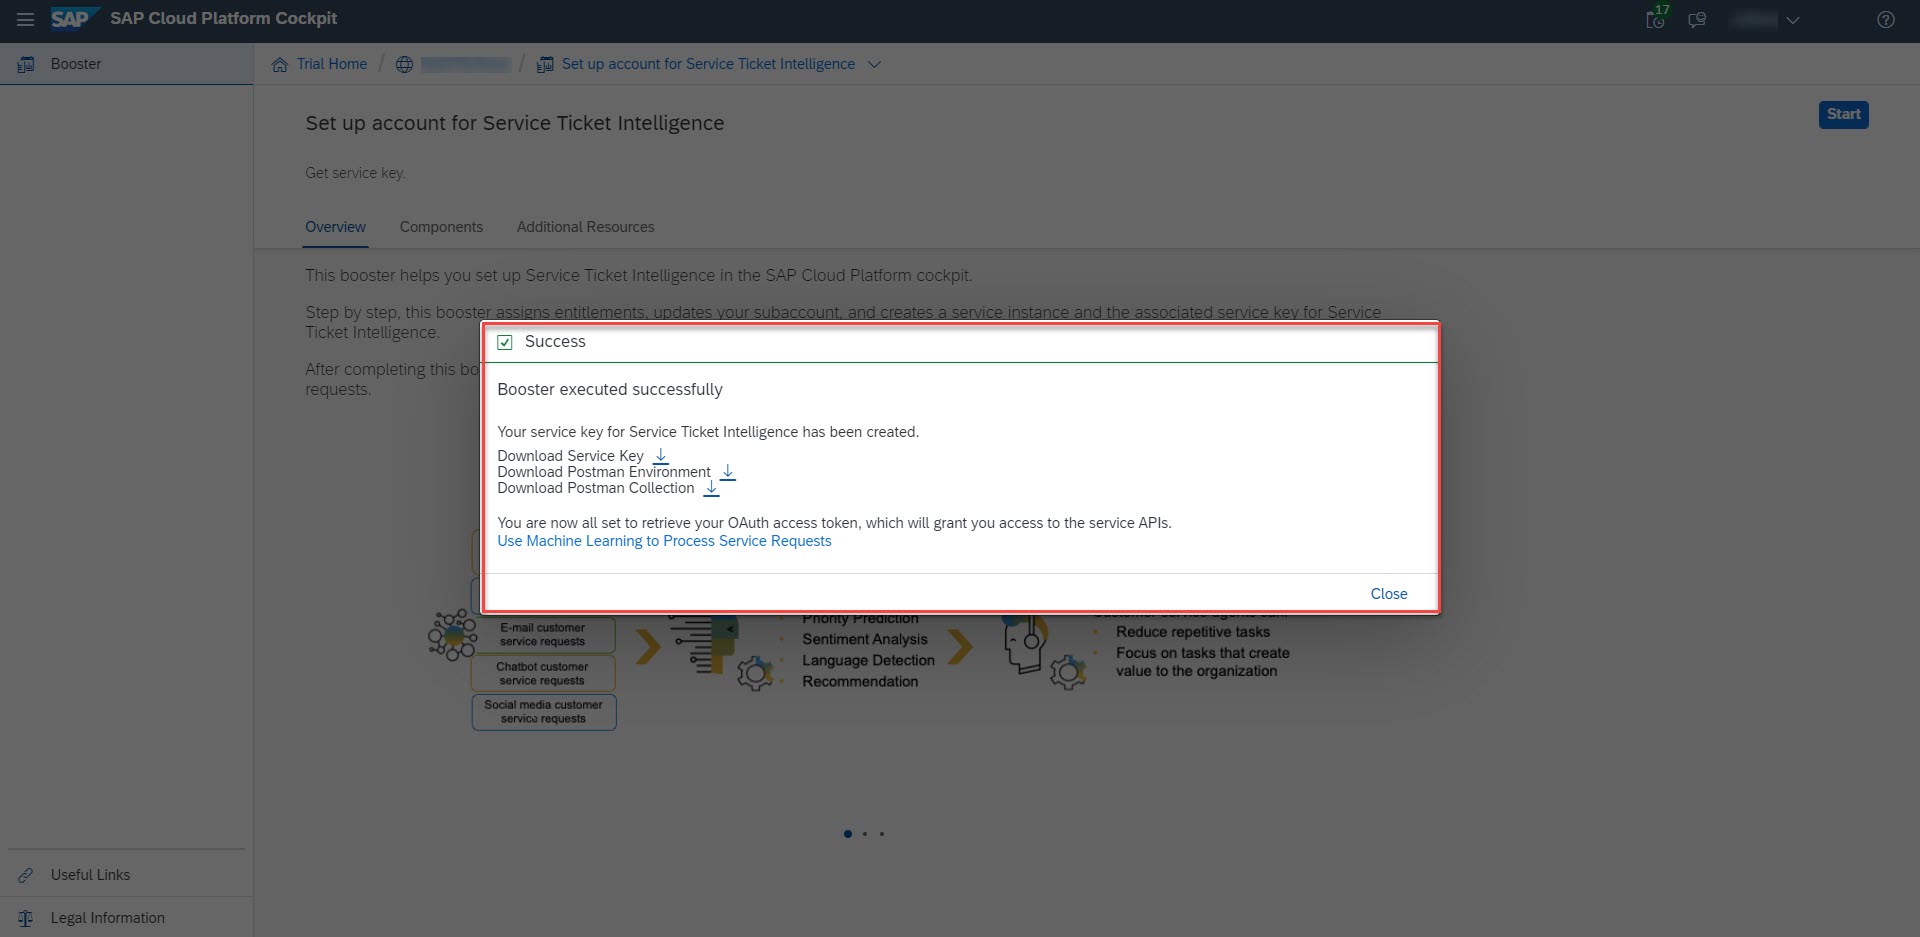 SAP SAP Cloud Platform Cockpit
17
Booster
Trial Home / / Set up account for Service Ticket Intelligence
Set up account for Service Ticket Intelligence
Start
Get service key.
Overview Components Additional Resources
This booster helps you set up Service Ticket Intelligence in the SAP Cloud Platform cockpit.
Step by step, this booster assigns entitlements, updates your subaccount, and creates a service instance and the associated service key for Service
Ticket Intelligence.
After completing this
requests.
Success
Booster executed successfully
Your service key for Service Ticket Intelligence has been created.
Download Service Key
Download Postman Environment
Download Postman Collection
You are now all set to retrieve your OAuth access token, which will grant you access to the service APIs.
Use Machine Learning to Process Service Requests
Close
E-mail customer
service requests
Chatbot customer
service requests
Social media customer
service requests
Priority Prediction
Sentiment Analysis
Language Detection
Recommendation
Reduce repetitive tasks
Focus on tasks that create
value to the organization
Useful Links
Legal Information